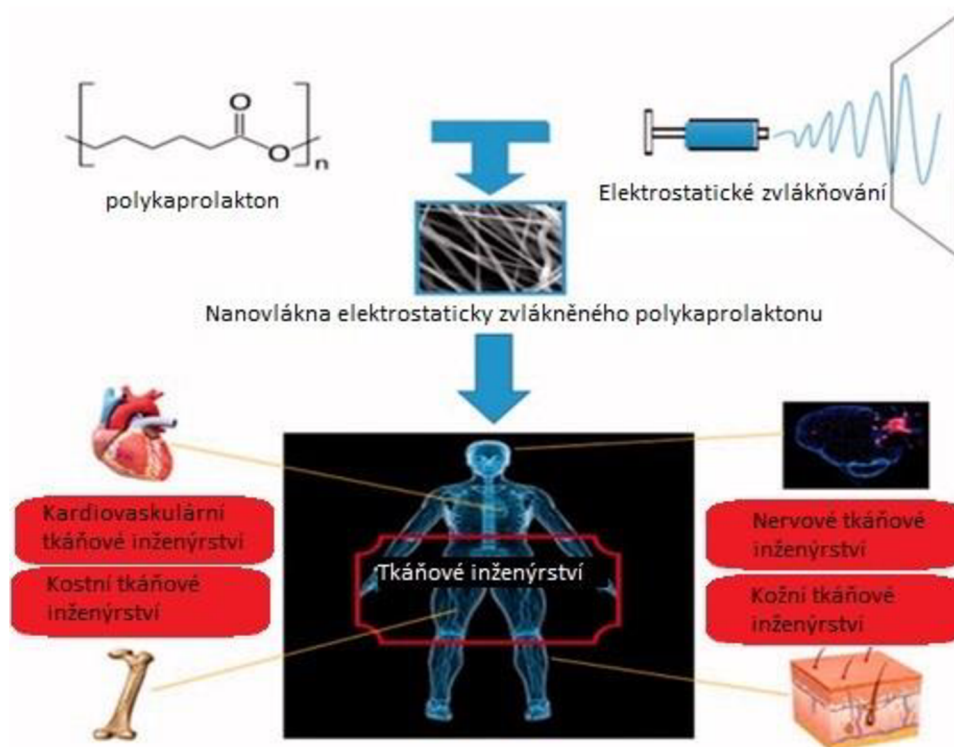 O
O
n
polykaprolakton
Elektrostatické zvlákňování
Nanovlákna elektrostaticky zvlákněného polykaprolaktonu
Kardiovaskulární
tkáňové inženýrství
Kostní tkáňové
inženýrství
Tkáňové inženýrství
Nervové tkáňové
inženýrství
Kožní tkáňové
inženýrství